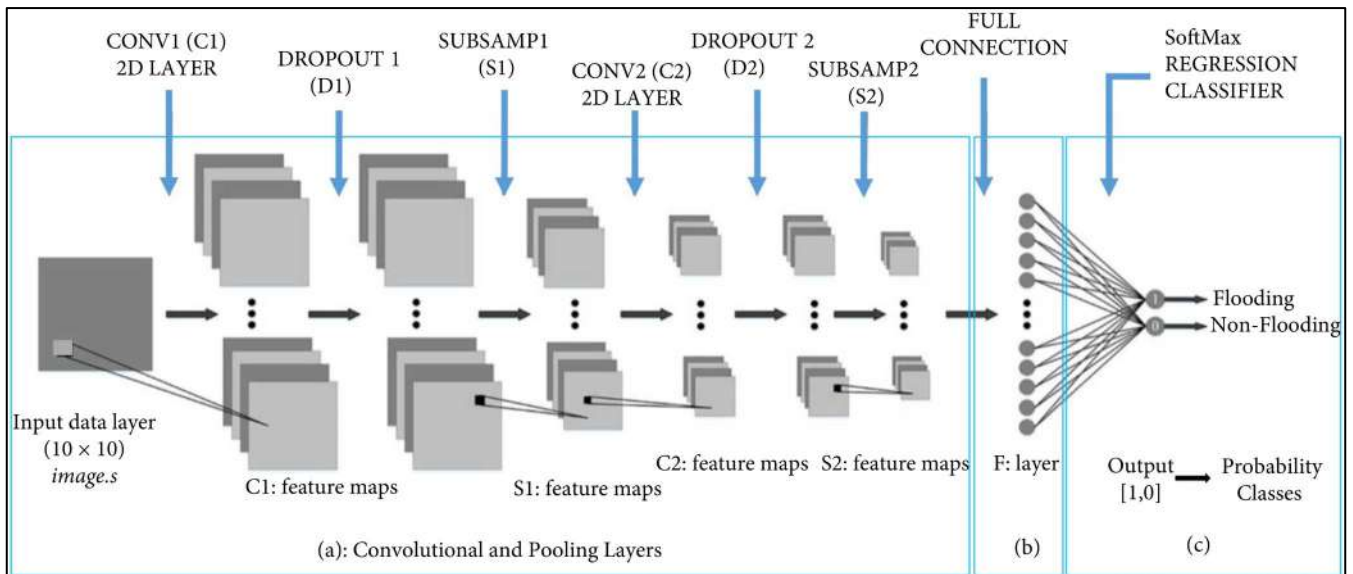 CONV1 (C1)
2D LAYER
DROPOUT 1
(D1)
SUBSAMP1
(S1)
CONV2 (C2)
2D LAYER
DROPOUT 2
(D2)
SUBSAMP2
(S2)
FULL
CONNECTION
SoftMax
REGRESSION
CLASSIFIER
Input data layer
(10 × 10)
image.s
C1: feature maps
S1: feature maps
C2: feature maps
S2: feature maps
F: layer
1
Flooding
0
Non-Flooding
Output
[1,0]
Probability
Classes
(a): Convolutional and Pooling Layers
(b)
(c)